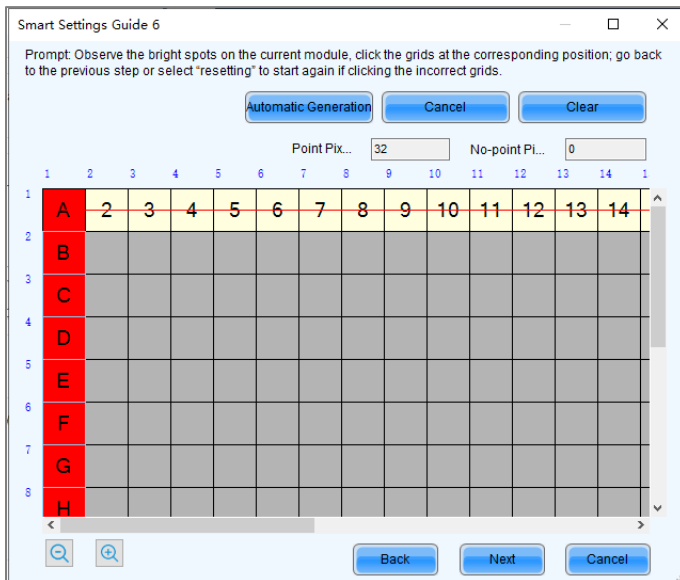 Smart Settings Guide 6
Prompt: Observe the bright spots on the current module, click the grids at the corresponding position; go back
to the previous step or select “resetting” to start again if clicking the incorrect grids.
Automatic Generation Cancel Clear
Point Pix... 32 No-point Pi... 0
1 2 3 4 5 6 7 8 9 10 11 12 13 14 1
1 A 2 3 4 5 6 7 8 9 10 11 12 13 14
2 B
3 C
4 D
5 E
6 F
7 G
8 H
Back Next Cancel